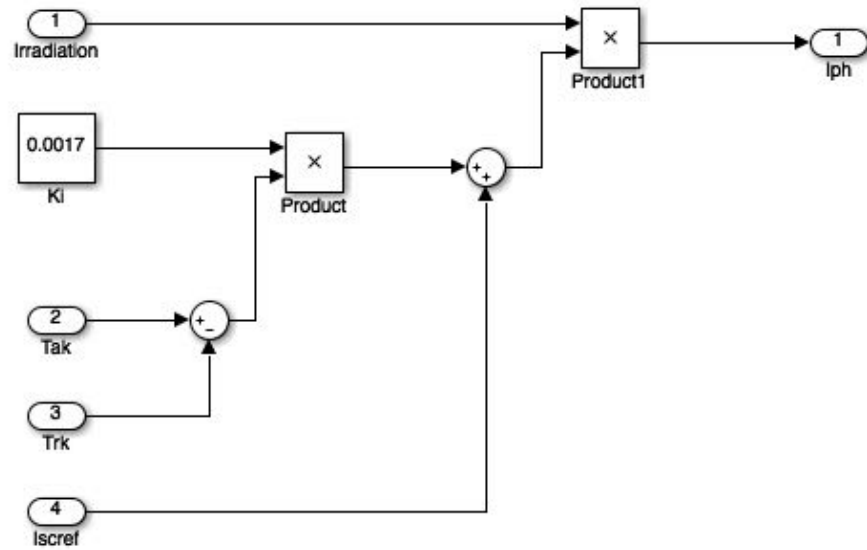 1
Irradiation
×
Product1
1
Iph
0.0017
Ki
×
Product
+
+
2
Tak
+
−
3
Trk
4
Iscref